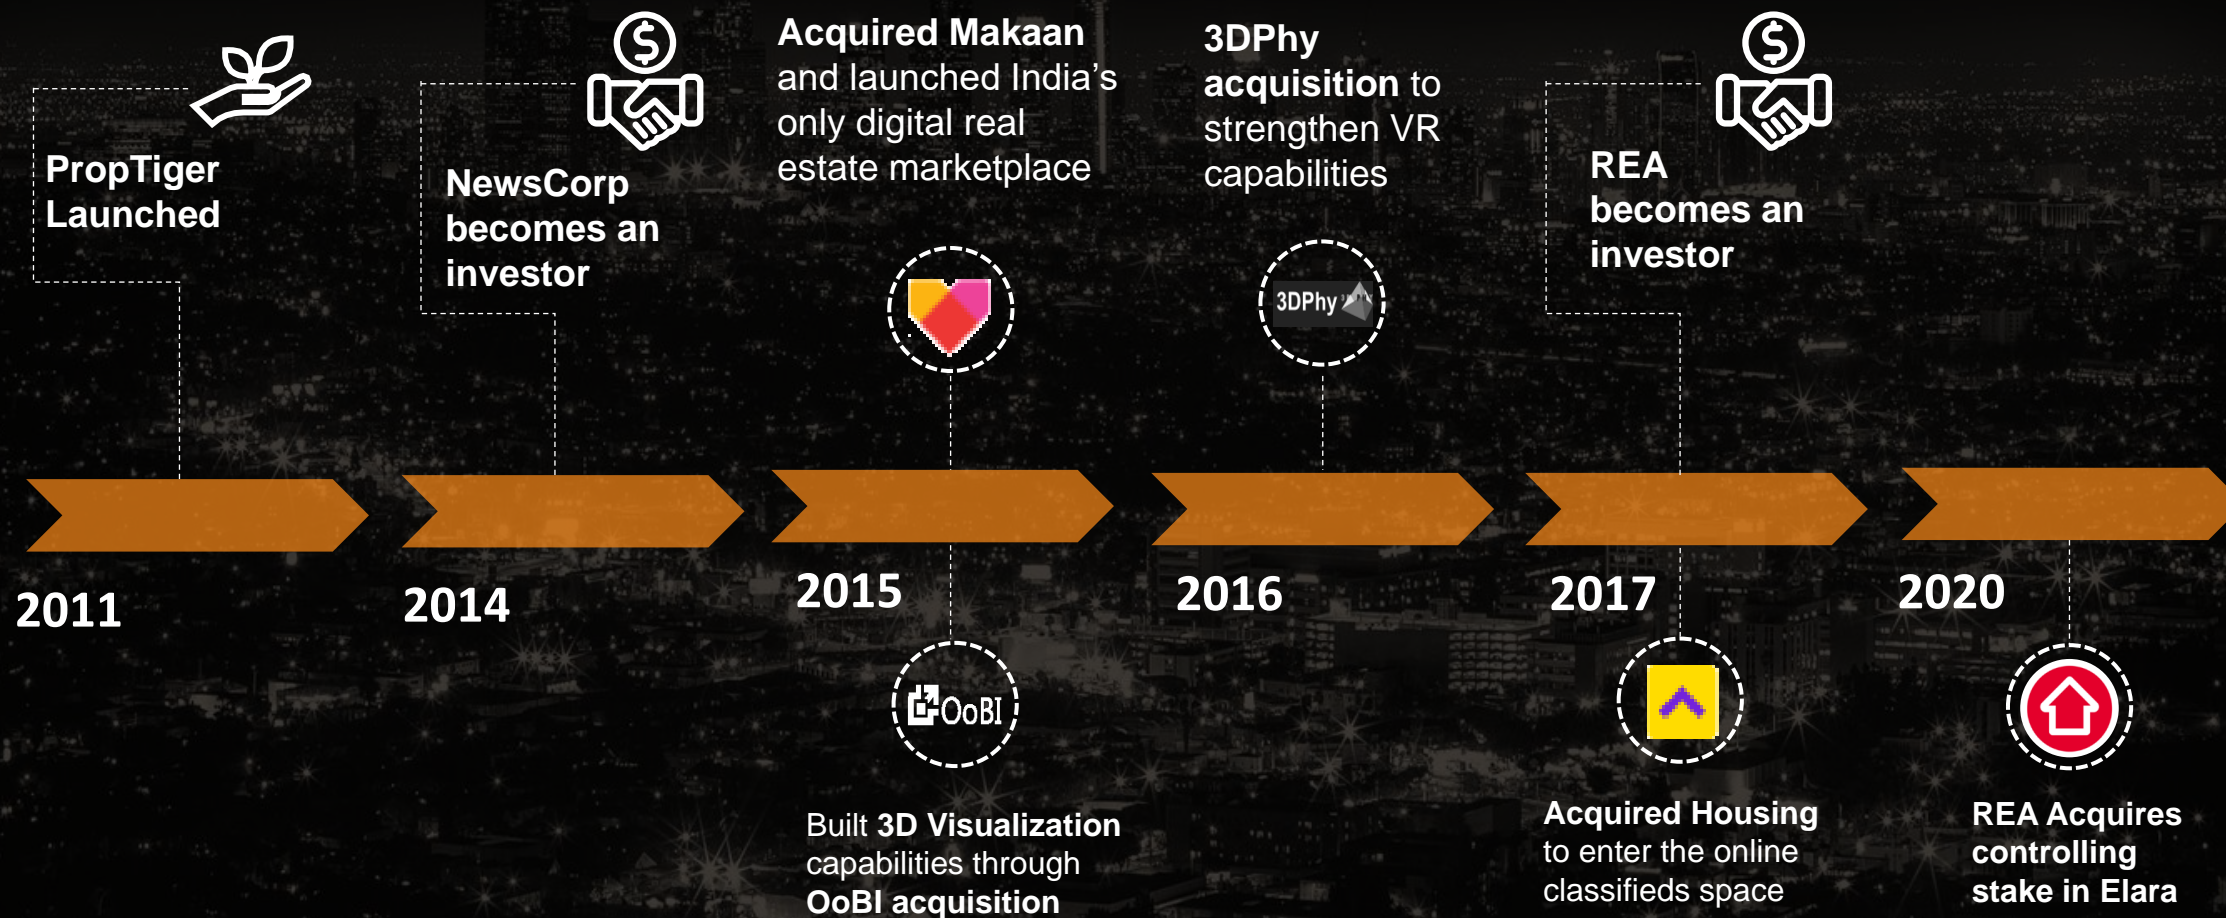 PropTiger
Launched
NewsCorp
becomes an
investor
Acquired Makaan
and launched India’s
only digital real
estate marketplace
3DPhy
acquisition to
strengthen VR
capabilities
3DPhy
REA
becomes an
investor
2011
2014
2015
2016
2017
2020
OoBI
Built 3D Visualization
capabilities through
OoBI acquisition
Acquired Housing
to enter the online
classifieds space
REA Acquires
controlling
stake in Elara